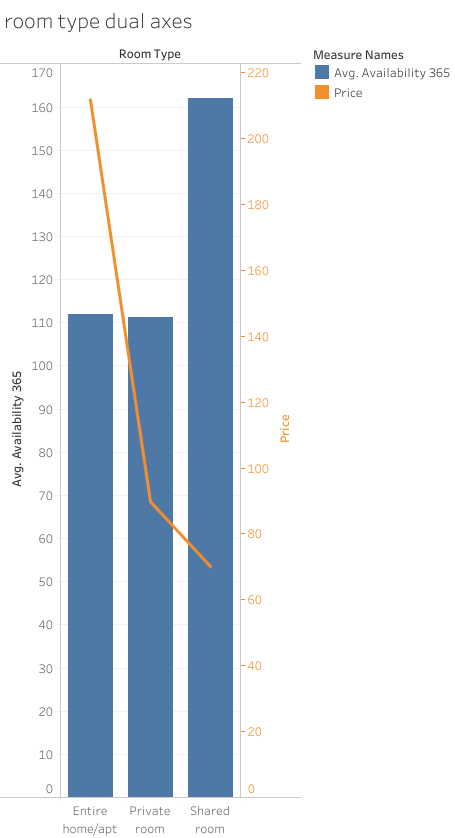 room type dual axes
Room Type
Measure Names
Avg. Availability 365
Price
170
160
150
140
130
120
110
100
90
80
70
60
50
40
30
20
10
0
Avg. Availability 365
220
200
180
160
140
120
100
80
60
40
20
0
Price
Entire
home/apt
Private
room
Shared
room